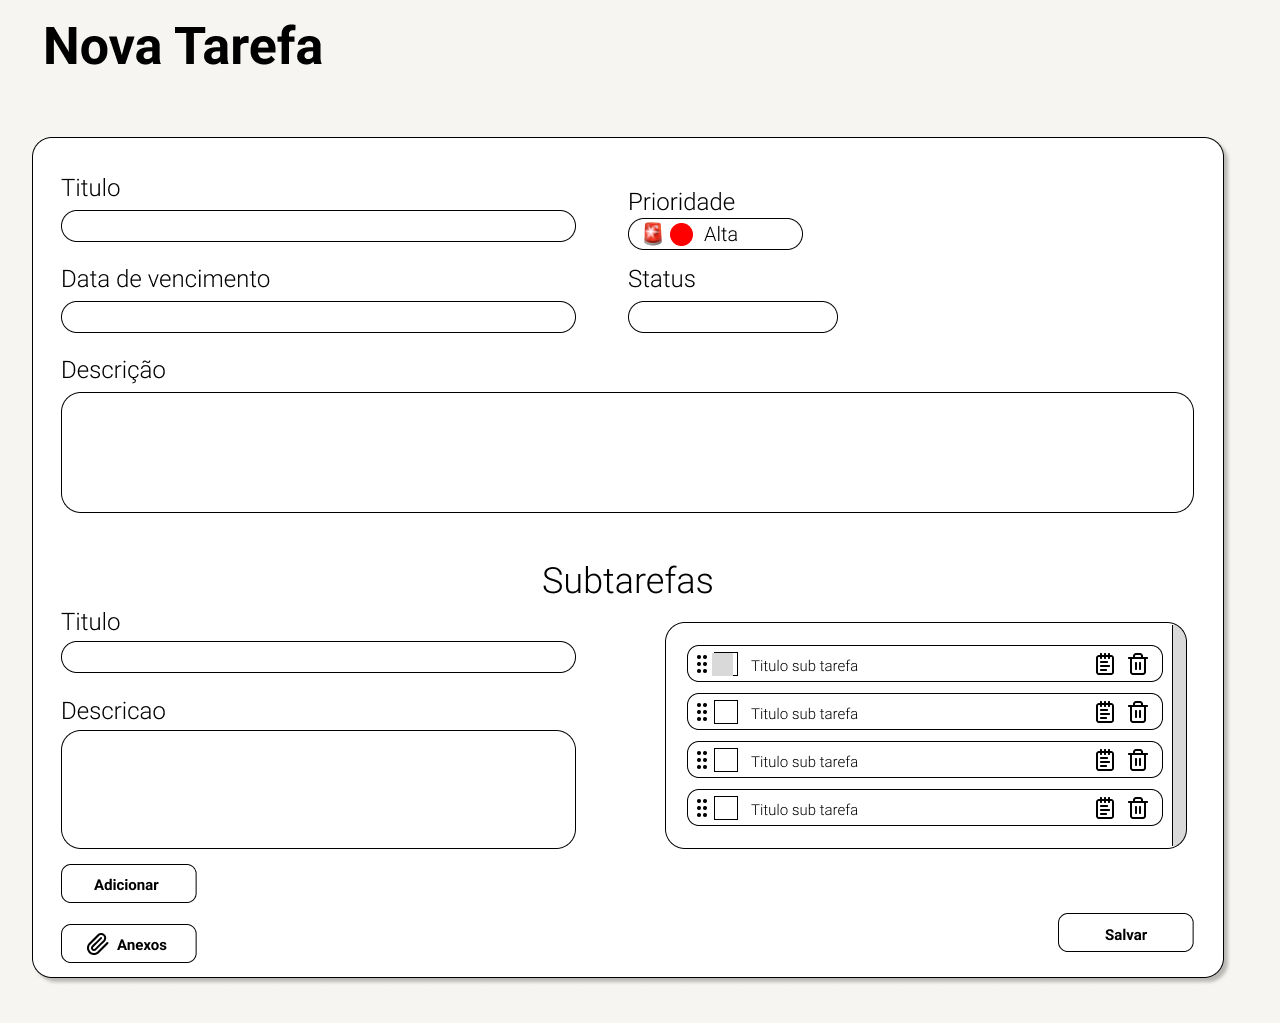 Nova Tarefa
Titulo
Prioridade
Alta
Data de vencimento
Status
Descrição
Subtarefas
Titulo
Descricao
Titulo sub tarefa
Titulo sub tarefa
Titulo sub tarefa
Titulo sub tarefa
Adicionar
Anexos
Salvar